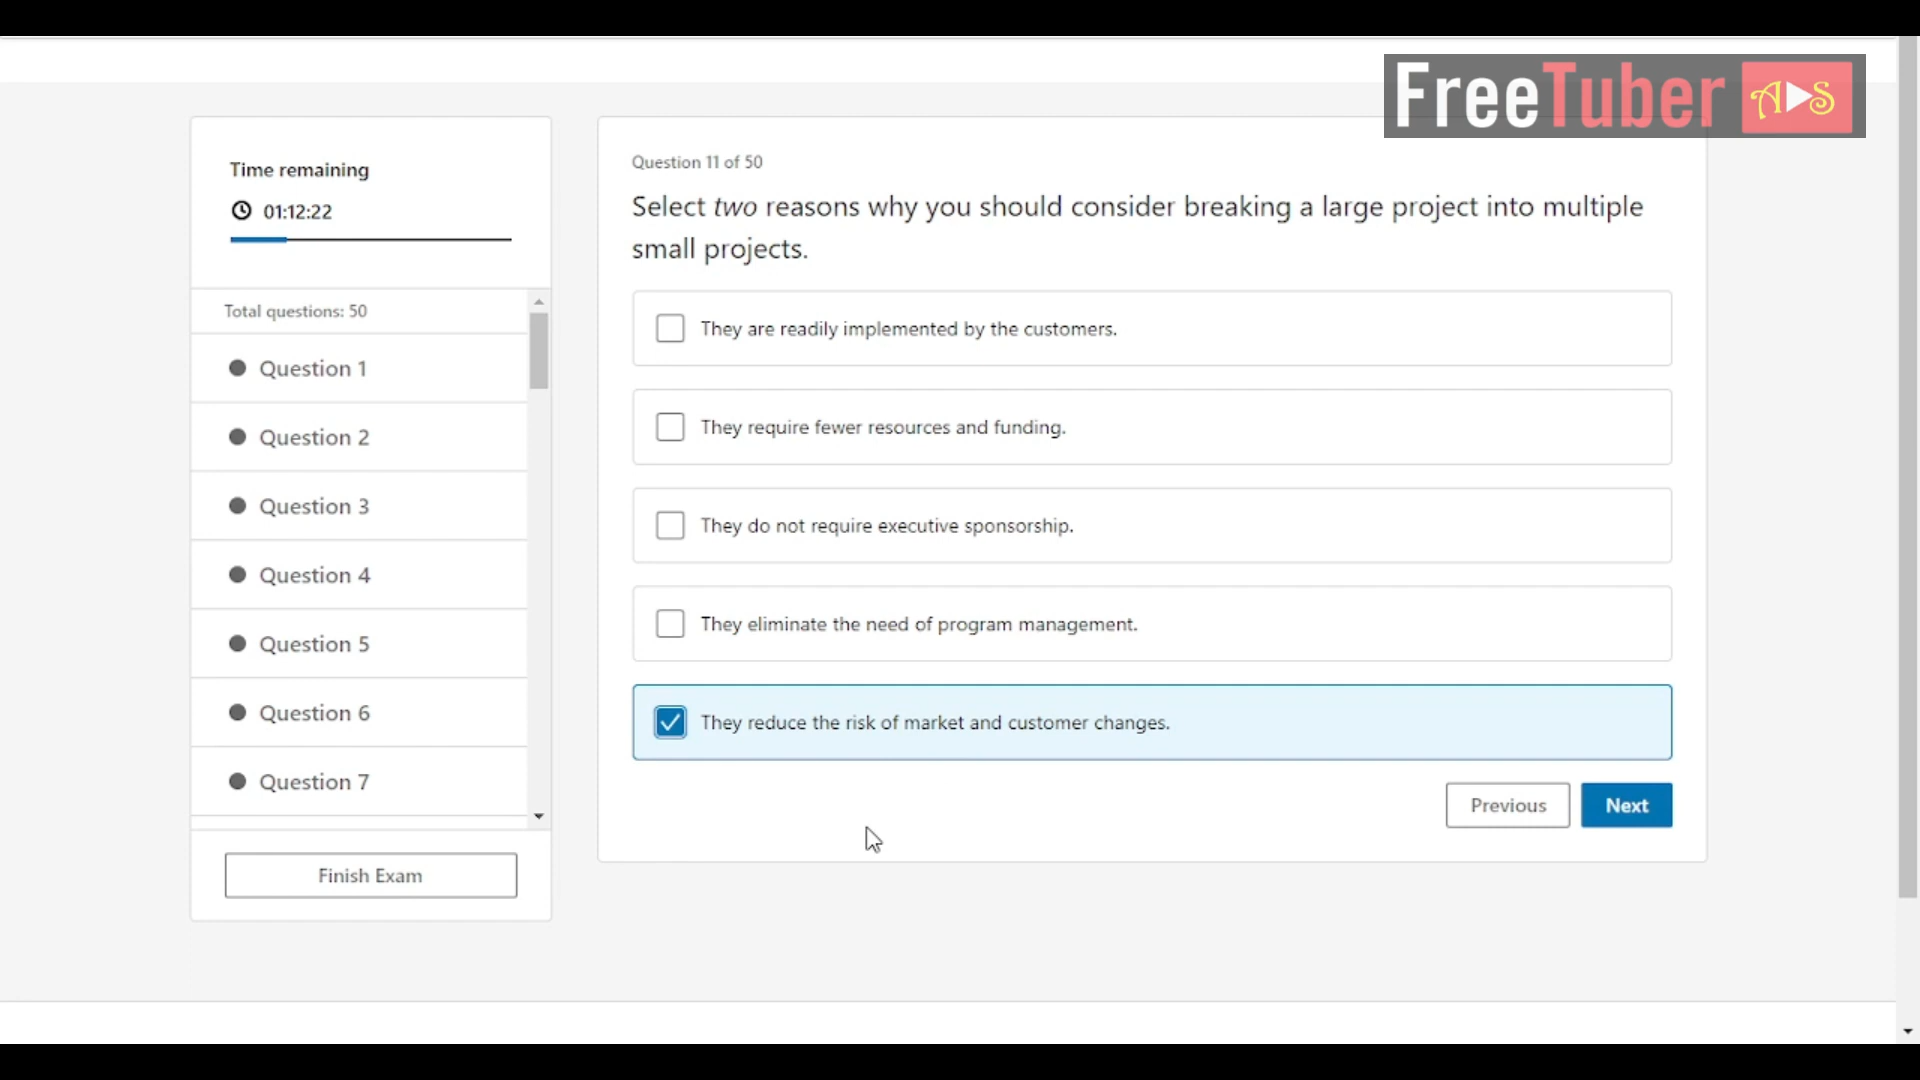 FreeTuber
A S
Time remaining
01:12:22
Total questions: 50
Question 1
Question 2
Question 3
Question 4
Question 5
Question 6
Question 7
Finish Exam
Question 11 of 50
Select two reasons why you should consider breaking a large project into multiple
small projects.
They are readily implemented by the customers.
They require fewer resources and funding.
They do not require executive sponsorship.
They eliminate the need of program management.
They reduce the risk of market and customer changes.
Previous
Next